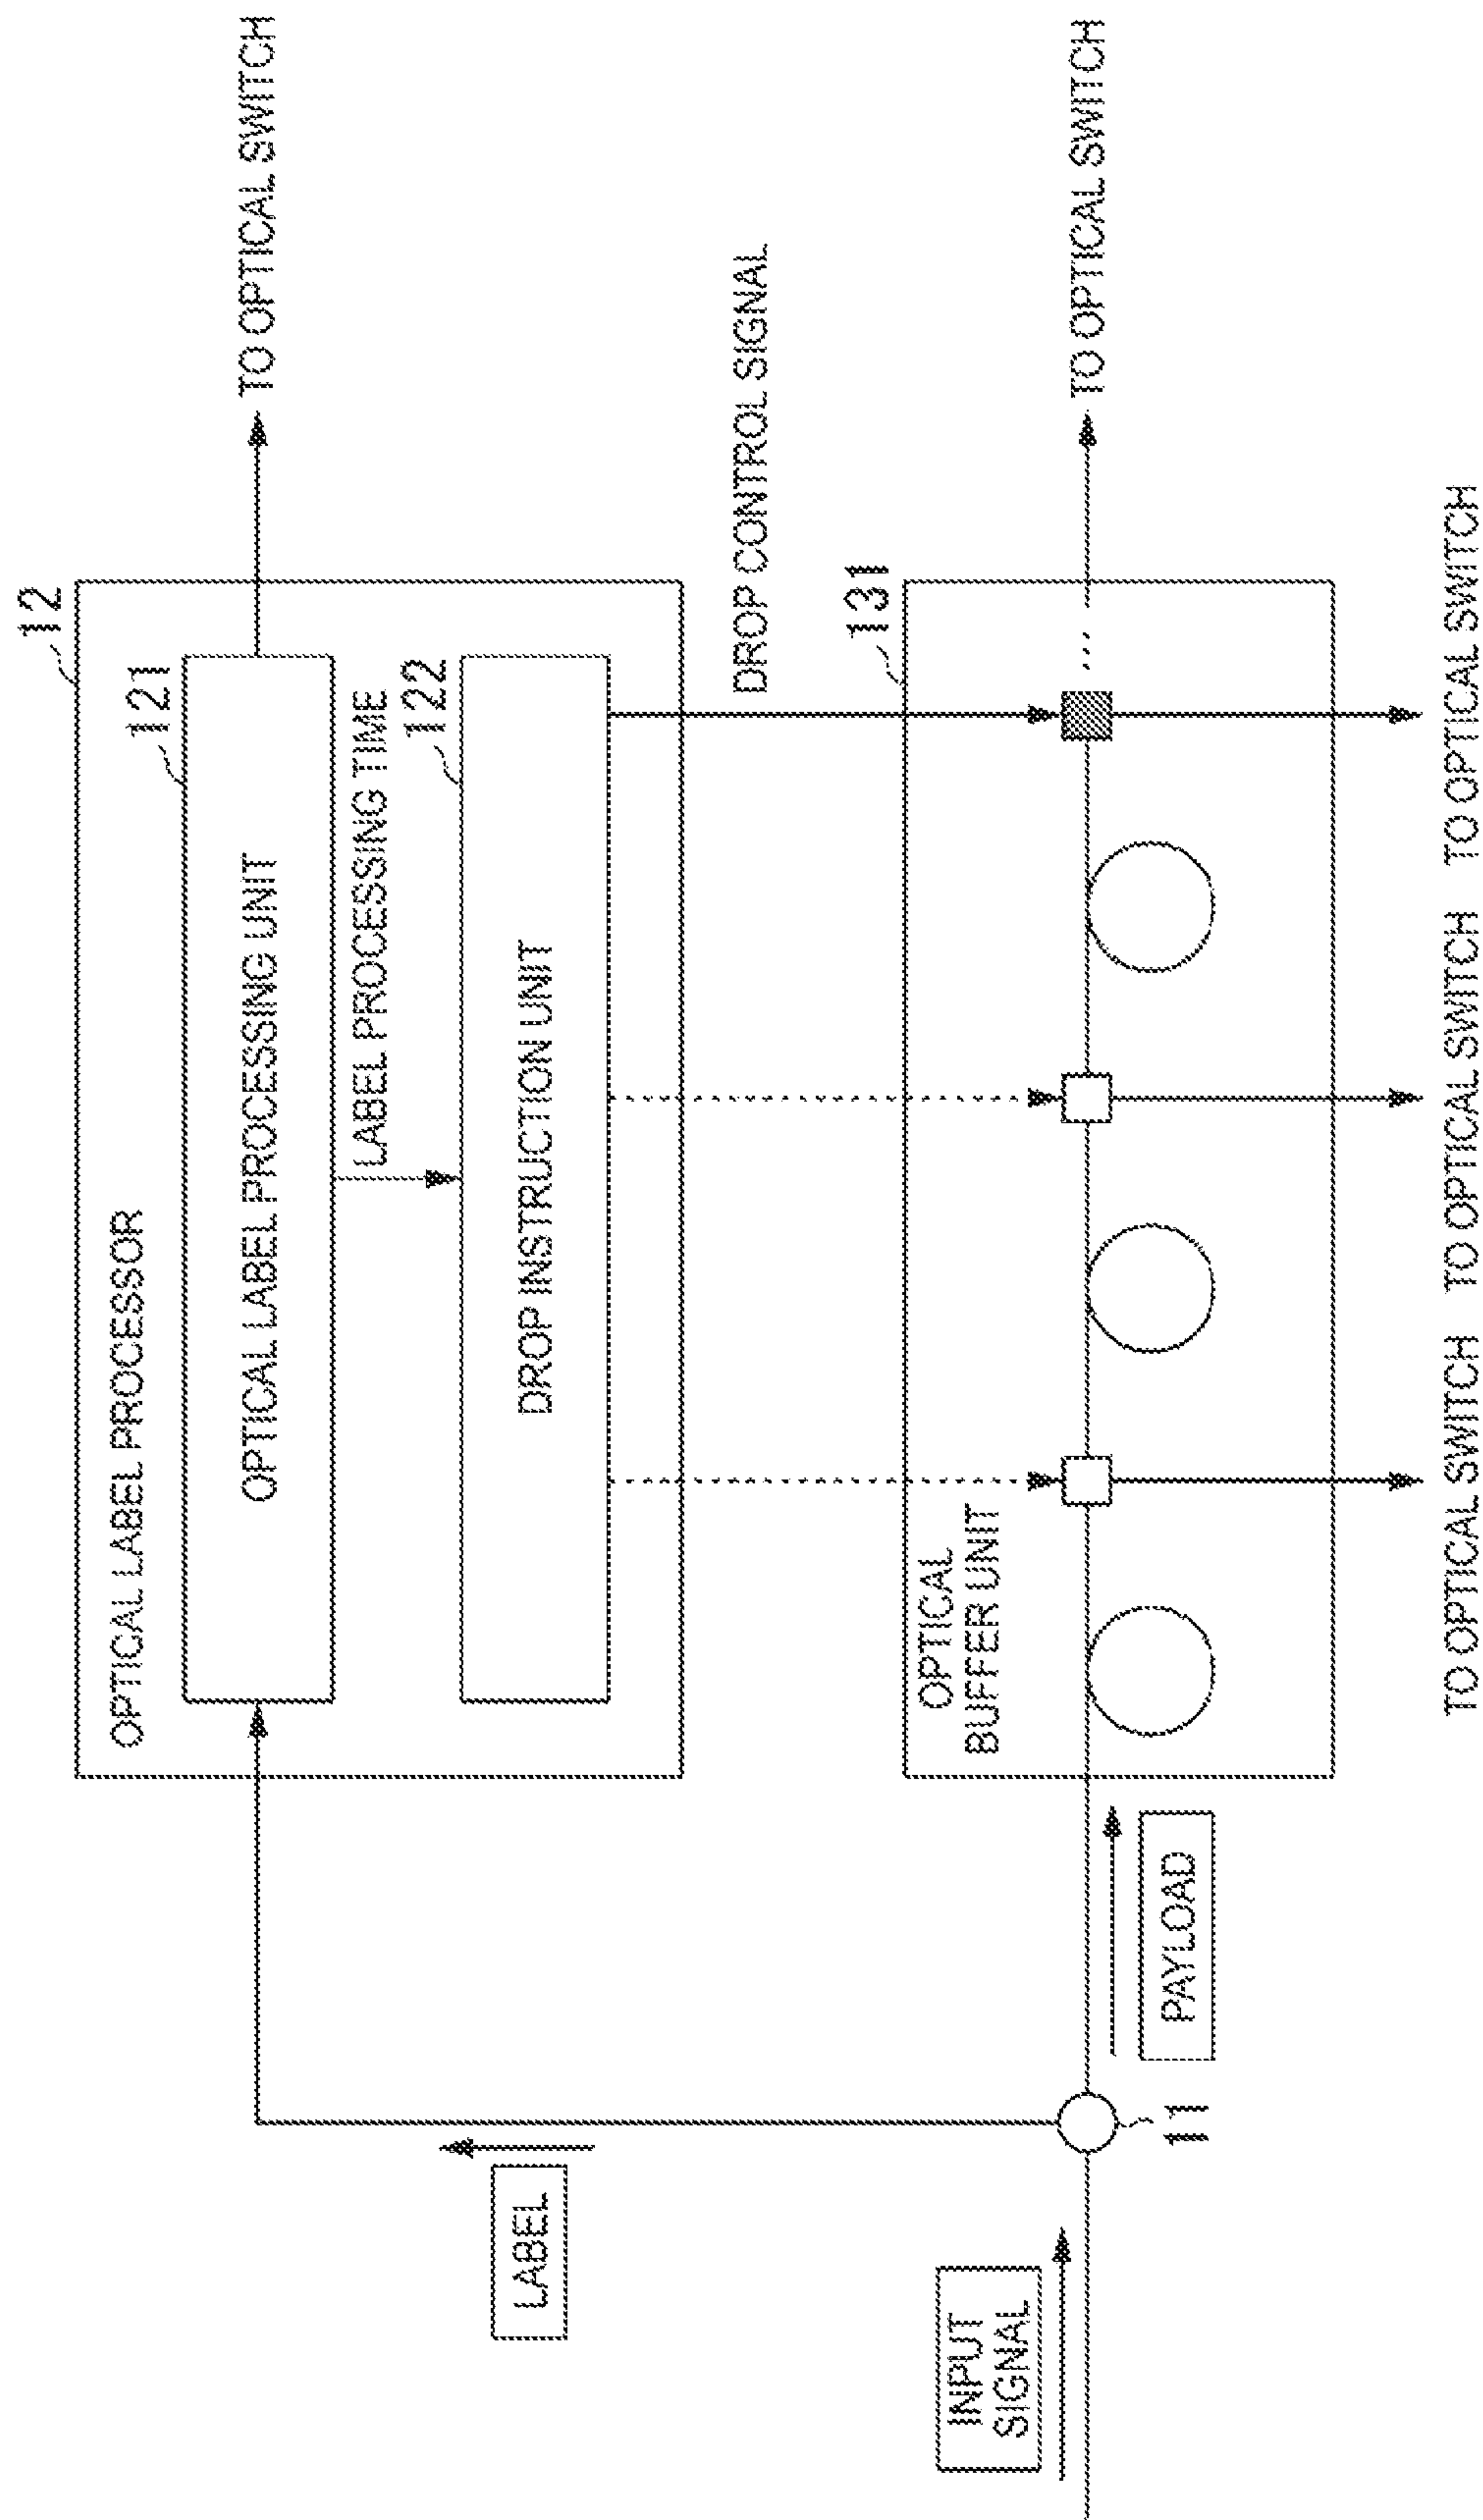 12
OPTICAL LABEL PROCESSOR
121
OPTICAL LABEL PROCESSING UNIT
TO OPTICAL SWITCH
LABEL PROCESSING TIME
122
DROP INSTRUCTION UNIT
LABEL
DROP CONTROL SIGNAL
131
OPTICAL
BUFFER UNIT
INPUT
SIGNAL
TO OPTICAL SWITCH
11
PAYLOAD
TO OPTICAL SWITCH
TO OPTICAL SWITCH
TO OPTICAL SWITCH